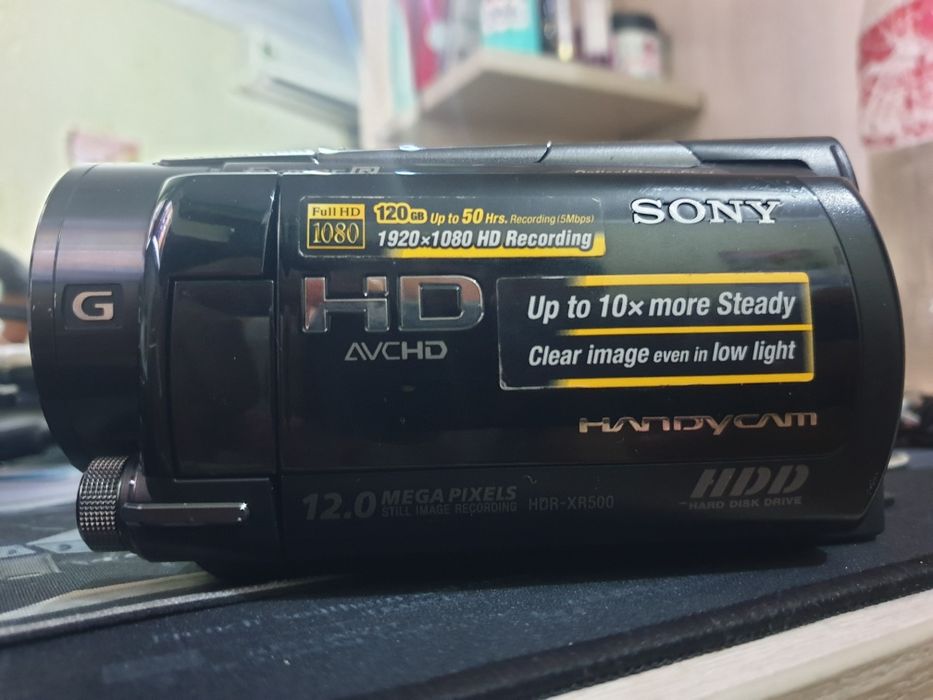 Full HD
1080
120GB Up to 50 Hrs. Recording (5Mbps)
1920×1080 HD Recording
SONY
G
HD
AVCHD
Up to 10× more Steady
Clear image even in low light
HANDYCAM
12.0 MEGA PIXELS
STILL IMAGE RECORDING
HDR-XR500
HDD
HARD DISK DRIVE